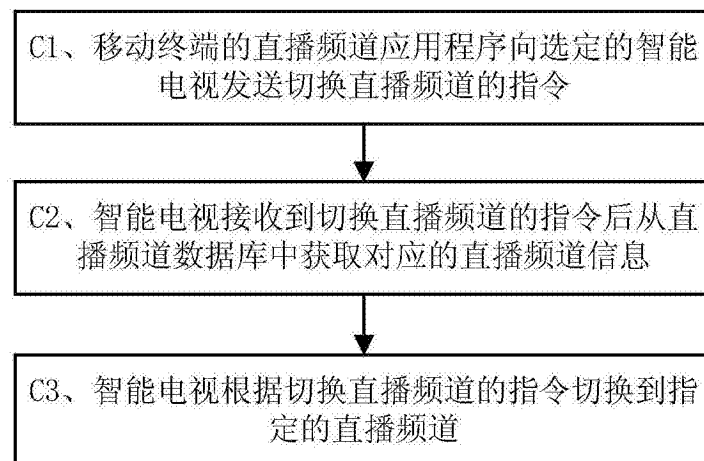 C1、移动终端的直播频道应用程序向选定的智能
电视发送切换直播频道的指令
C2、智能电视接收到切换直播频道的指令后从直
播频道数据库中获取对应的直播频道信息
C3、智能电视根据切换直播频道的指令切换到指
定的直播频道